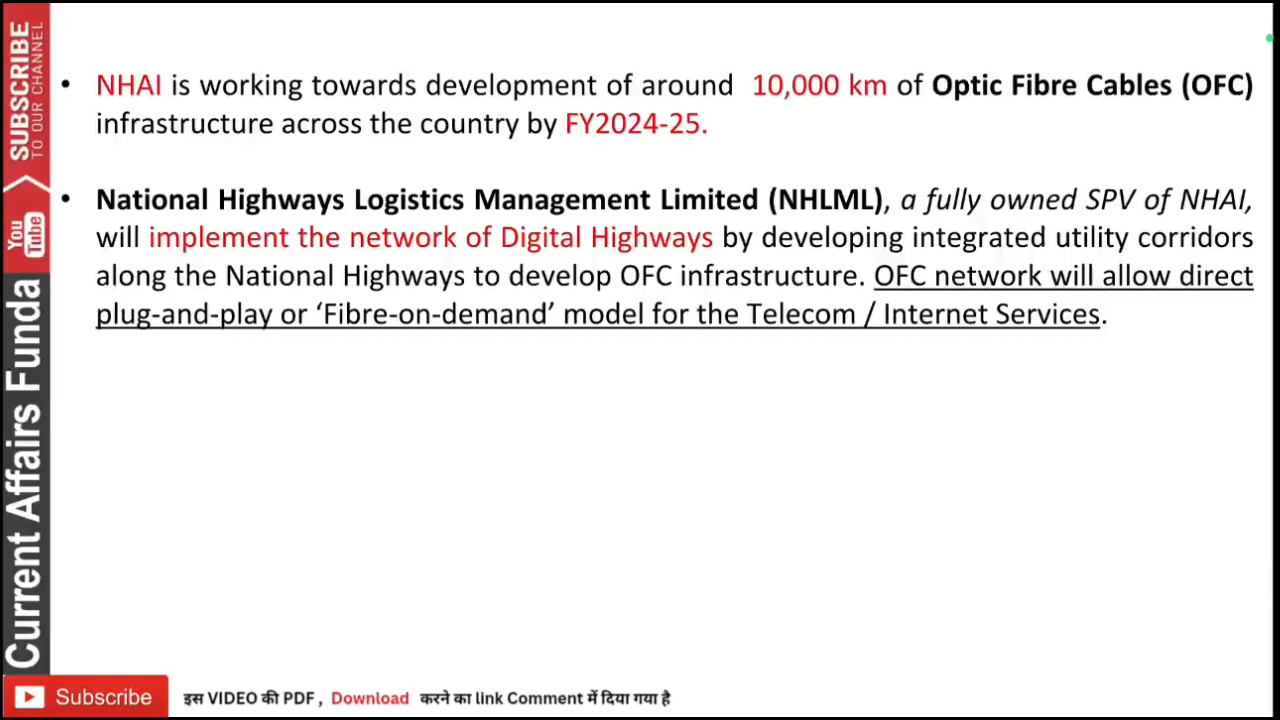 • NHAI is working towards development of around 10,000 km of Optic Fibre Cables (OFC)
infrastructure across the country by FY2024-25.
• National Highways Logistics Management Limited (NHLML), a fully owned SPV of NHAI,
will implement the network of Digital Highways by developing integrated utility corridors
along the National Highways to develop OFC infrastructure. OFC network will allow direct
plug-and-play or ‘Fibre-on-demand’ model for the Telecom / Internet Services.
SUBSCRIBE
TO OUR CHANNEL
You
Tube
Current Affairs Funda
Subscribe
इस VIDEO की PDF , Download करने का link Comment में दिया गया है